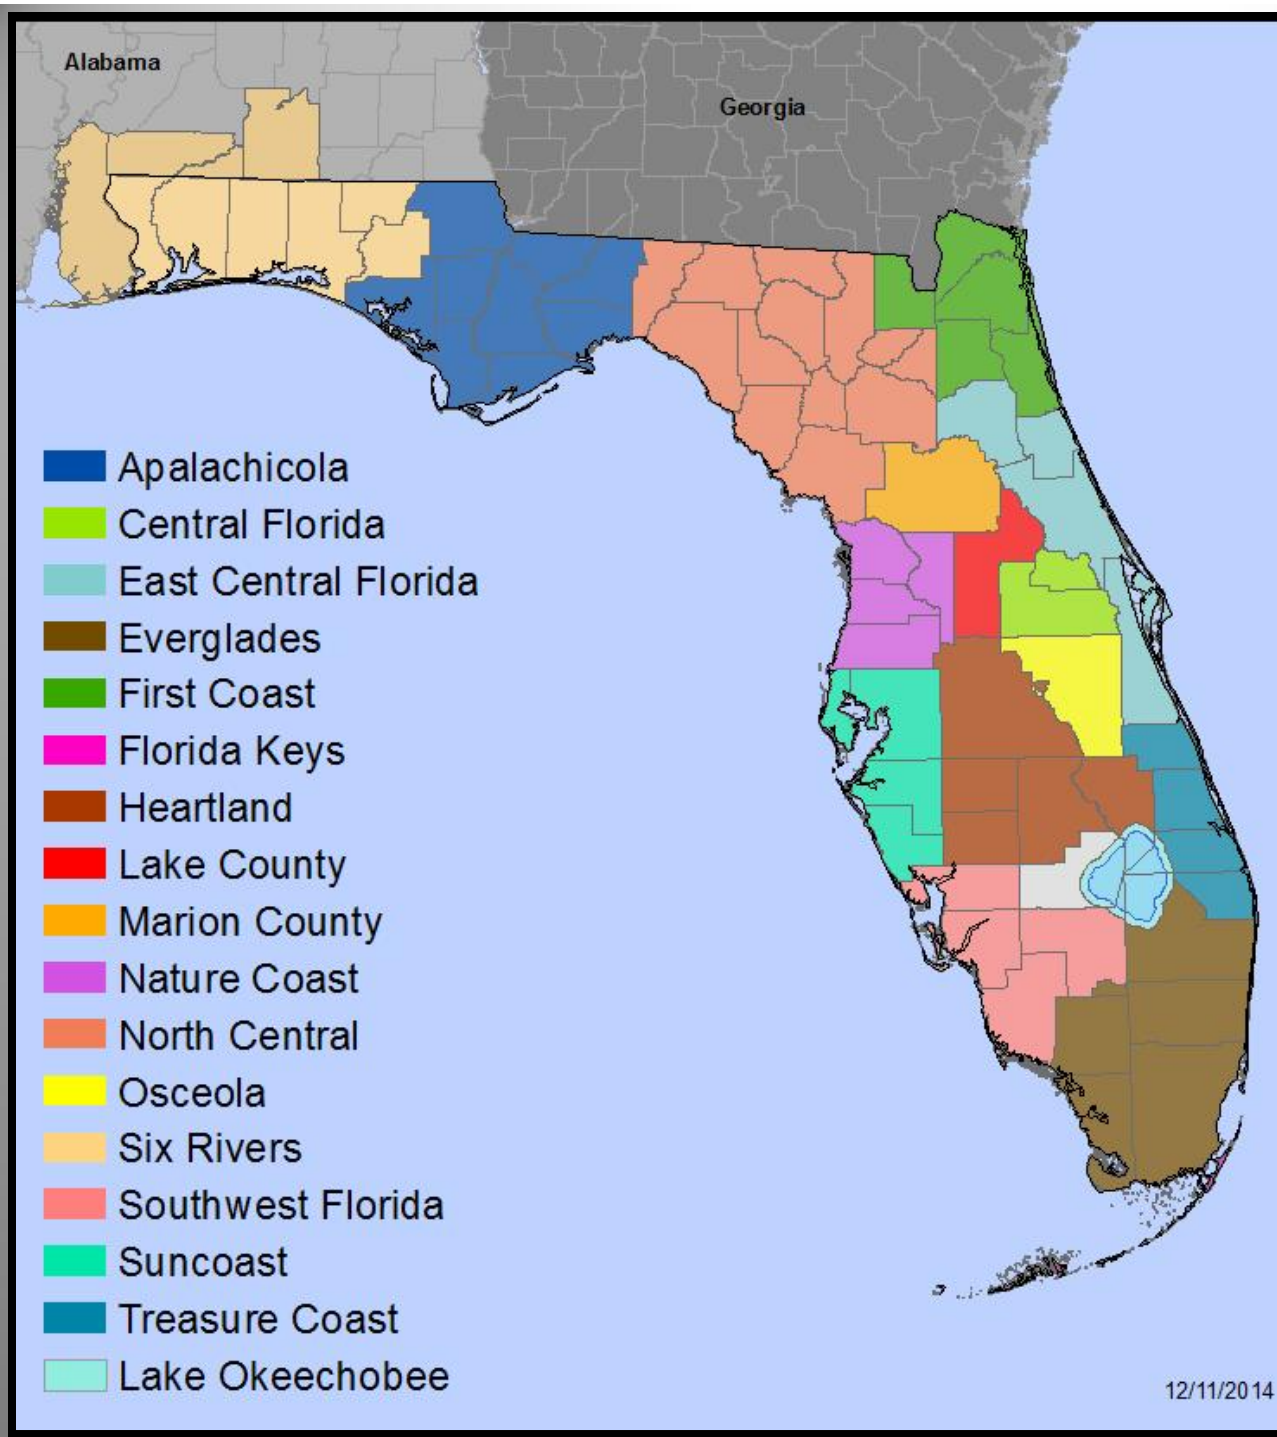 Alabama
Georgia
Apalachicola
Central Florida
East Central Florida
Everglades
First Coast
Florida Keys
Heartland
Lake County
Marion County
Nature Coast
North Central
Osceola
Six Rivers
Southwest Florida
Suncoast
Treasure Coast
Lake Okeechobee
12/11/2014